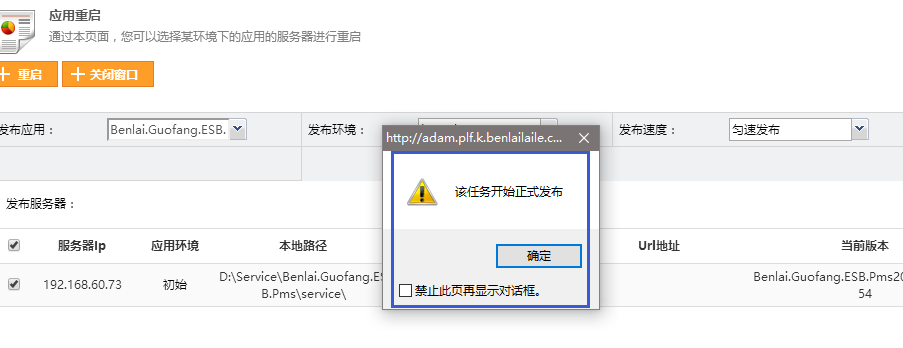 应用重启
通过本页面，您可以选择某环境下的应用的服务器进行重启
重启 关闭窗口
发布应用： Benlai.Guofang.ESB. 发布环境： 发布速度： 匀速发布
http://adam.plf.k.benlailaile.c...
该任务开始正式发布
确定
禁止此页再显示对话框。
发布服务器：
服务器Ip 应用环境 本地路径 Url地址 当前版本
192.168.60.73 初始 D:\Service\Benlai.Guofang.ES Benlai.Guofang.ESB.Pms20
B.Pms\service\ 54